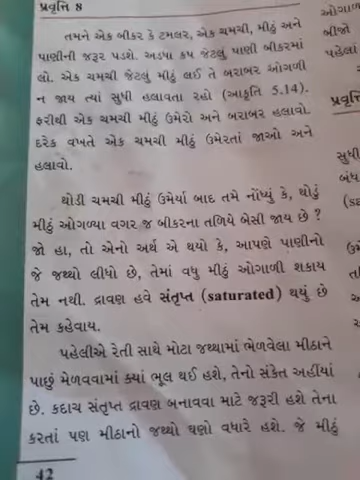 પ્રવૃત્તિ 8
તમને એક બીકર કે ટમલર, એક ચમચી, મીઠું અને
પાણીની જરૂર પડશે. અડધા કપ જેટલું પાણી બીકરમાં
લો. એક ચમચી જેટલું મીઠું લઈ તે બરાબર ઓગળી
ન જાય ત્યાં સુધી હલાવતા રહો (આકૃતિ 5.14).
ફરીથી એક ચમચી મીઠું ઉમેરો અને બરાબર હલાવો.
દરેક વખતે એક ચમચી મીઠું ઉમેરતાં જાઓ અને
હલાવો.
થોડી ચમચી મીઠું ઉમેર્યા બાદ તમે નોંધ્યું કે, થોડું
મીઠું ઓગળ્યા વગર જ બીકરના તળિયે બેસી જાય છે ?
જો હા, તો એનો અર્થ એ થયો કે, આપણે પાણીનો
જે જથ્થો લીધો છે, તેમાં વધુ મીઠું ઓગાળી શકાય
તેમ નથી. દ્રાવણ હવે સંતૃપ્ત (saturated) થયું છે
તેમ કહેવાય.
પહેલીએ રેતી સાથે મોટા જથ્થામાં ભેળવેલા મીઠાને
પાછું મેળવવામાં ક્યાં ભૂલ થઈ હશે, તેનો સંકેત અહીંયાં
છે. કદાચ સંતૃપ્ત દ્રાવણ બનાવવા માટે જરૂરી હશે તેના
કરતાં પણ મીઠાનો જથ્થો ઘણો વધારે હશે. જે મીઠું
42
ઓગાળ
બીજો
પહેલા
પ્રવૃત્તિ
સુધી
બંધ